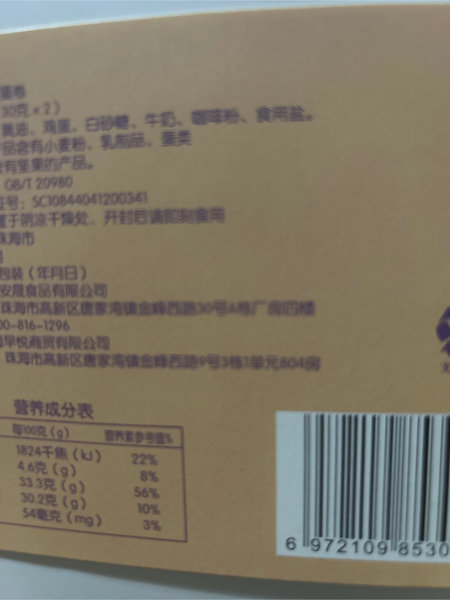 蛋卷
30克×2）
黄油、鸡蛋、白砂糖、牛奶、咖啡粉、食用盐。
产品含有小麦粉、乳制品、蛋类
含有坚果的产品。
GB/T 20980
证号：SC10844041200341
置于阴凉干燥处，开封后请即刻食用
珠海市
包装（年月日）
安晟食品有限公司
珠海市高新区唐家湾镇金峰西路30号A栋厂房四楼
00-816-1296
早悦商贸有限公司
珠海市高新区唐家湾镇金峰西路9号3栋1单元804房
营养成分表
每100克（g） 营养素参考值%
1824千焦（kJ） 22%
4.6克（g） 8%
33.3克（g） 56%
30.2克（g） 10%
54毫克（mg） 3%
6 972109 8530